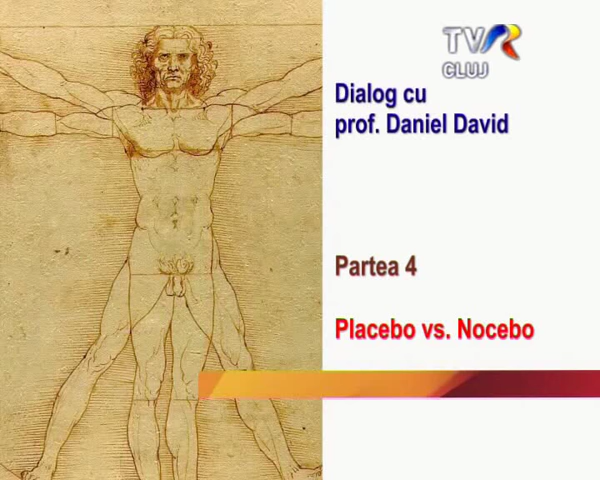 TVR
CLUJ
Dialog cu
prof. Daniel David
Partea 4
Placebo vs. Nocebo